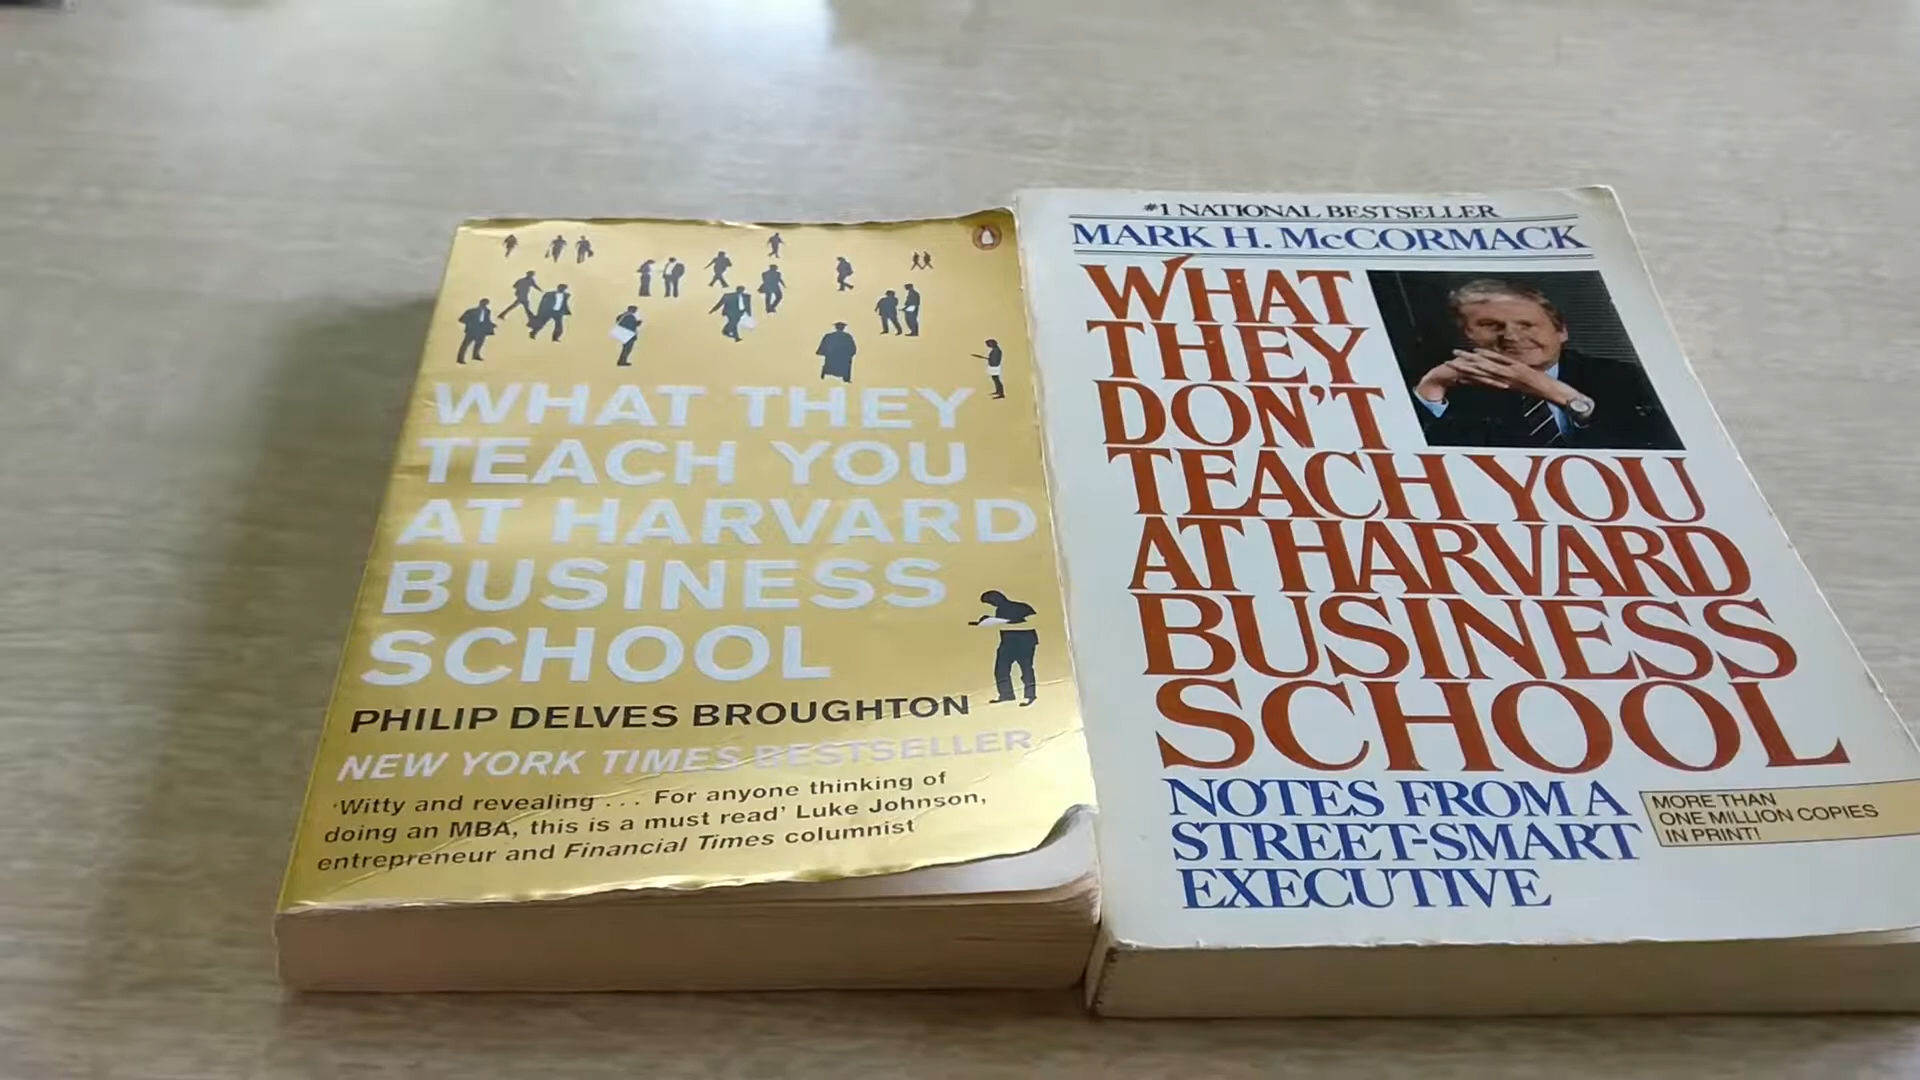 WHAT THEY
TEACH YOU
AT HARVARD
BUSINESS
SCHOOL
PHILIP DELVES BROUGHTON
NEW YORK TIMES BESTSELLER
‘Witty and revealing . . . For anyone thinking of
doing an MBA, this is a must read’ Luke Johnson,
entrepreneur and Financial Times columnist
#1 NATIONAL BESTSELLER
MARK H. McCORMACK
WHAT
THEY
DON'T
TEACH YOU
AT HARVARD
BUSINESS
SCHOOL
NOTES FROM A
STREET-SMART
EXECUTIVE
MORE THAN
ONE MILLION COPIES
IN PRINT!